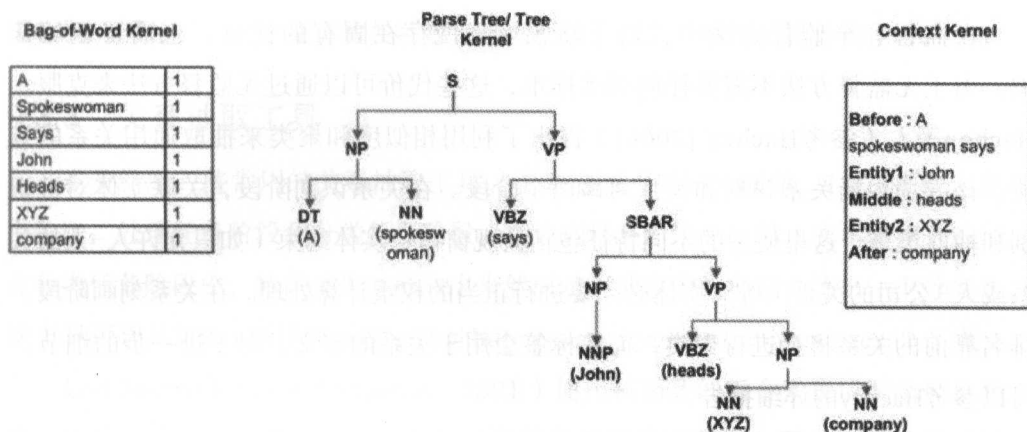 Bag-of-Word Kernel
A 1
Spokeswoman 1
Says 1
John 1
Heads 1
XYZ 1
company 1
Parse Tree/ Tree
Kernel
S
NP VP
DT NN VBZ SBAR
(A) (spokesw (says)
oman)
NP VP
NNP VBZ NP
(John) (heads)
NN NN
(XYZ) (company)
Context Kernel
Before : A
spokeswoman says
Entity1 : John
Middle : heads
Entity2 : XYZ
After : company